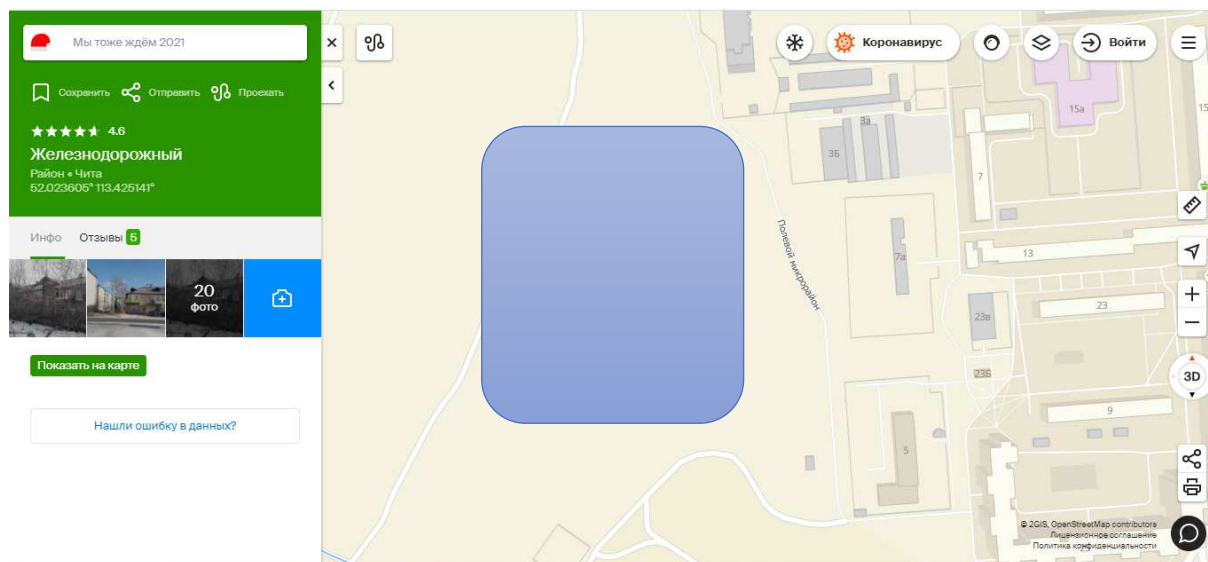 Мы тоже ждём 2021
Сохранить
Отправить
Проехать
4.6
Железнодорожный
Район • Чита
52.023605° 113.425141°
Инфо
Отзывы 5
20
фото
Показать на карте
Нашли ошибку в данных?
Коронавирус
Войти
3а
3Б
15а
15
7
Полевой микрорайон
7а
13
23в
23
23Б
9
5
3D
© 2GIS, OpenStreetMap contributors
Лицензионное соглашение
Политика конфиденциальности